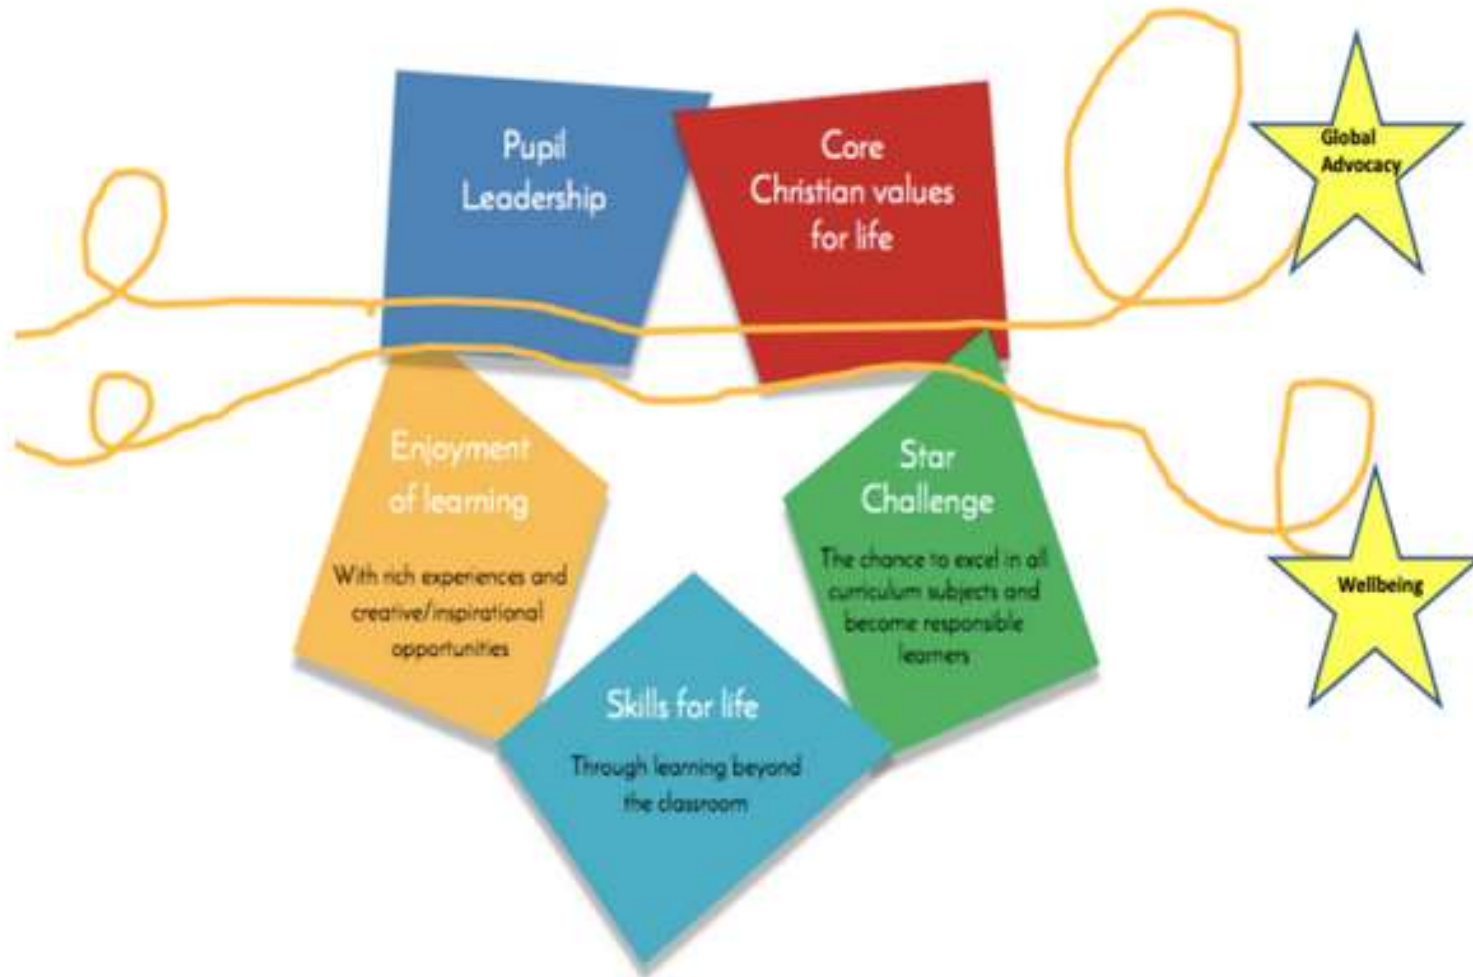 Pupil
Leadership
Core
Christian values
for life
Global
Advocacy
Enjoyment
of learning
With rich experiences and
creative/inspirational
opportunities
Star
Challenge
The chance to excel in all
curriculum subjects and
become responsible
learners
Wellbeing
Skills for life
Through learning beyond
the classroom